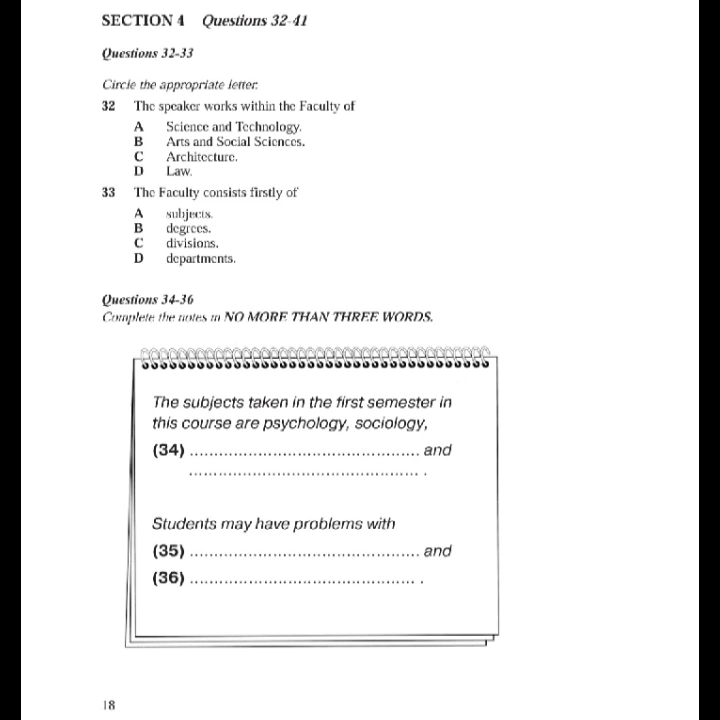 SECTION 4 Questions 32-41
Questions 32-33
Circle the appropriate letter.
32 The speaker works within the Faculty of
A Science and Technology.
B Arts and Social Sciences.
C Architecture.
D Law.
33 The Faculty consists firstly of
A subjects.
B degrees.
C divisions.
D departments.
Questions 34-36
Complete the notes in NO MORE THAN THREE WORDS.
The subjects taken in the first semester in
this course are psychology, sociology,
(34) ............................................. and
............................................. .
Students may have problems with
(35) ............................................. and
(36) ............................................. .
18